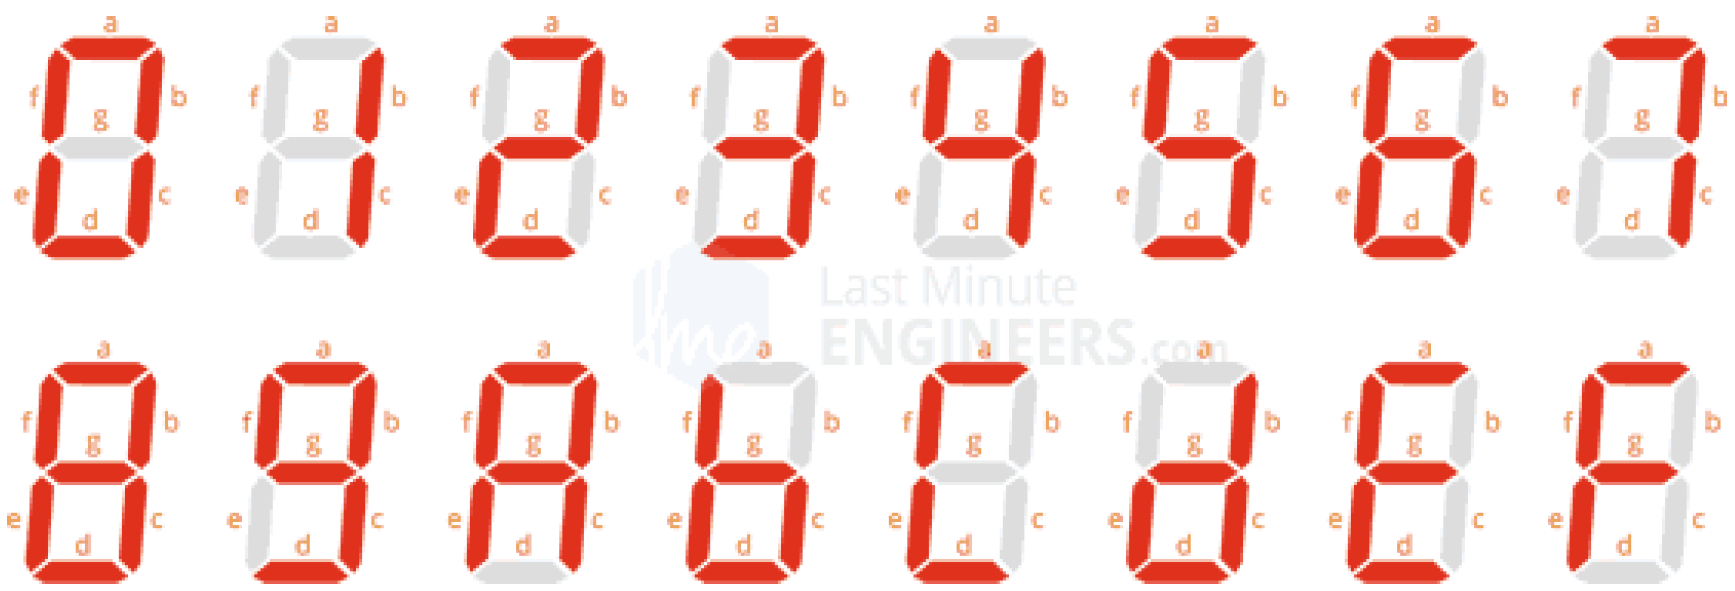 a a a a a a a a
f b f b f b f b f b f b f b f b
g g g g g g g g
e c e c e c e c e c e c e c e c
d d d d d d d d
Last Minute
ENGINEERS.com
a a a a a a a a
f b f b f b f b f b f b f b f b
g g g g g g g g
e c e c e c e c e c e c e c e c
d d d d d d d d